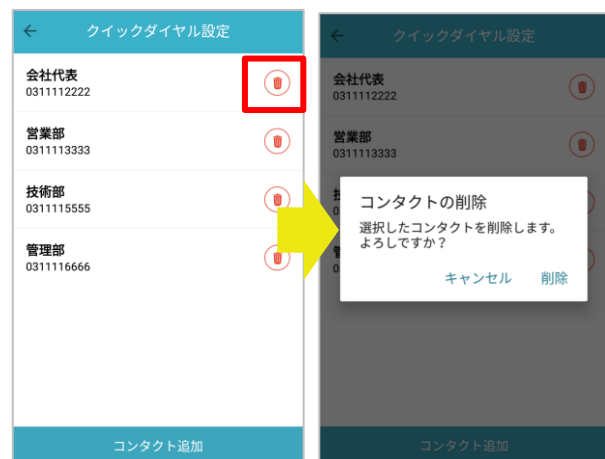 クイックダイヤル設定
会社代表
0311112222
営業部
0311113333
技術部
0311115555
管理部
0311116666
コンタクト追加
クイックダイヤル設定
会社代表
0311112222
営業部
0311113333
コンタクトの削除
選択したコンタクトを削除します。
よろしですか？
キャンセル 削除
コンタクト追加